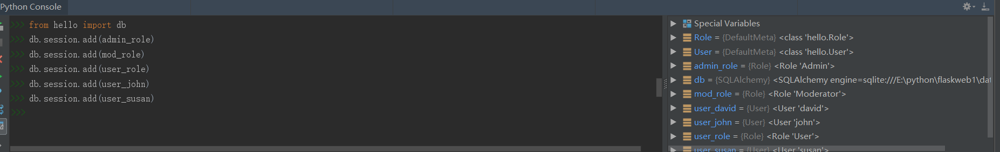 Python Console
>>> from hello import db
>>> db.session.add(admin_role)
>>> db.session.add(mod_role)
>>> db.session.add(user_role)
>>> db.session.add(user_john)
>>> db.session.add(user_susan)
>>>
Special Variables
Role = {DefaultMeta} <class 'hello.Role'>
User = {DefaultMeta} <class 'hello.User'>
admin_role = {Role} <Role 'Admin'>
db = {SQLAlchemy} <SQLAlchemy engine=sqlite:///E:\python\flaskweb1\dat
mod_role = {Role} <Role 'Moderator'>
user_david = {User} <User 'david'>
user_john = {User} <User 'john'>
user_role = {Role} <Role 'User'>
user_susan = {User} <User 'susan'>